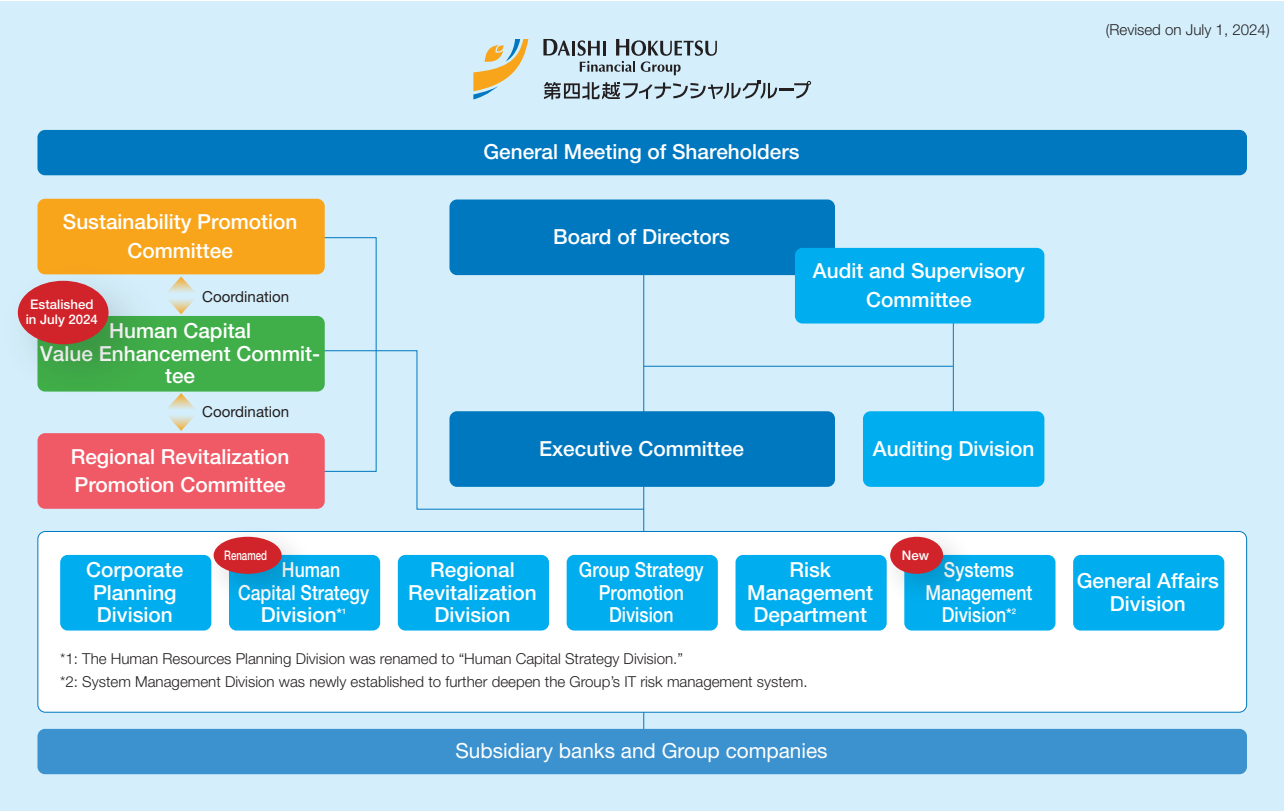 (Revised on July 1, 2024)
DAISHI HOKUETSU
Financial Group
第四北越フィナンシャルグループ
General Meeting of Shareholders
Sustainability Promotion
Committee
Coordination
Estalished
in July 2024
Human Capital
Value Enhancement Commit-
tee
Coordination
Regional Revitalization
Promotion Committee
Board of Directors
Audit and Supervisory
Committee
Executive Committee
Auditing Division
Corporate
Planning
Division
Renamed
Human
Capital Strategy
Division*1
Regional
Revitalization
Division
Group Strategy
Promotion
Division
Risk
Management
Department
New
Systems
Management
Division*2
General Affairs
Division
*1: The Human Resources Planning Division was renamed to “Human Capital Strategy Division.”
*2: System Management Division was newly established to further deepen the Group’s IT risk management system.
Subsidiary banks and Group companies